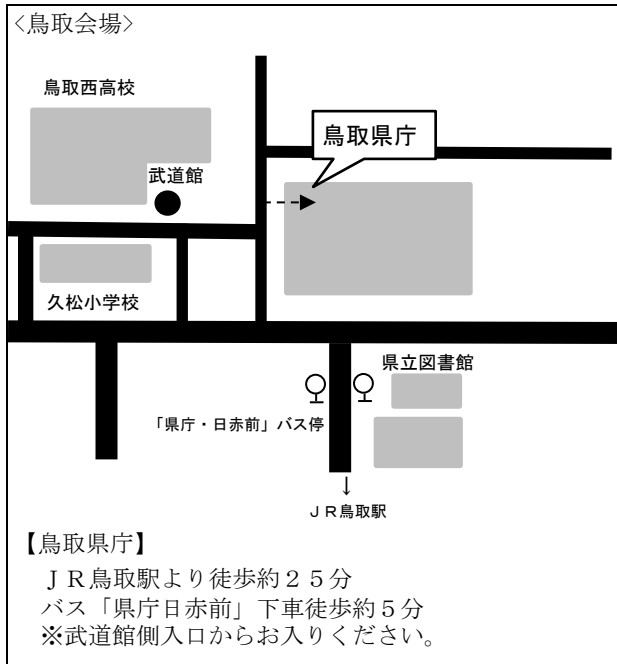 <鳥取会場>
鳥取西高校
鳥取県庁
武道館
久松小学校
県立図書館
「県庁・日赤前」バス停
↓
ＪＲ鳥取駅
【鳥取県庁】
ＪＲ鳥取駅より徒歩約２５分
バス「県庁日赤前」下車徒歩約５分
※武道館側入口からお入りください。